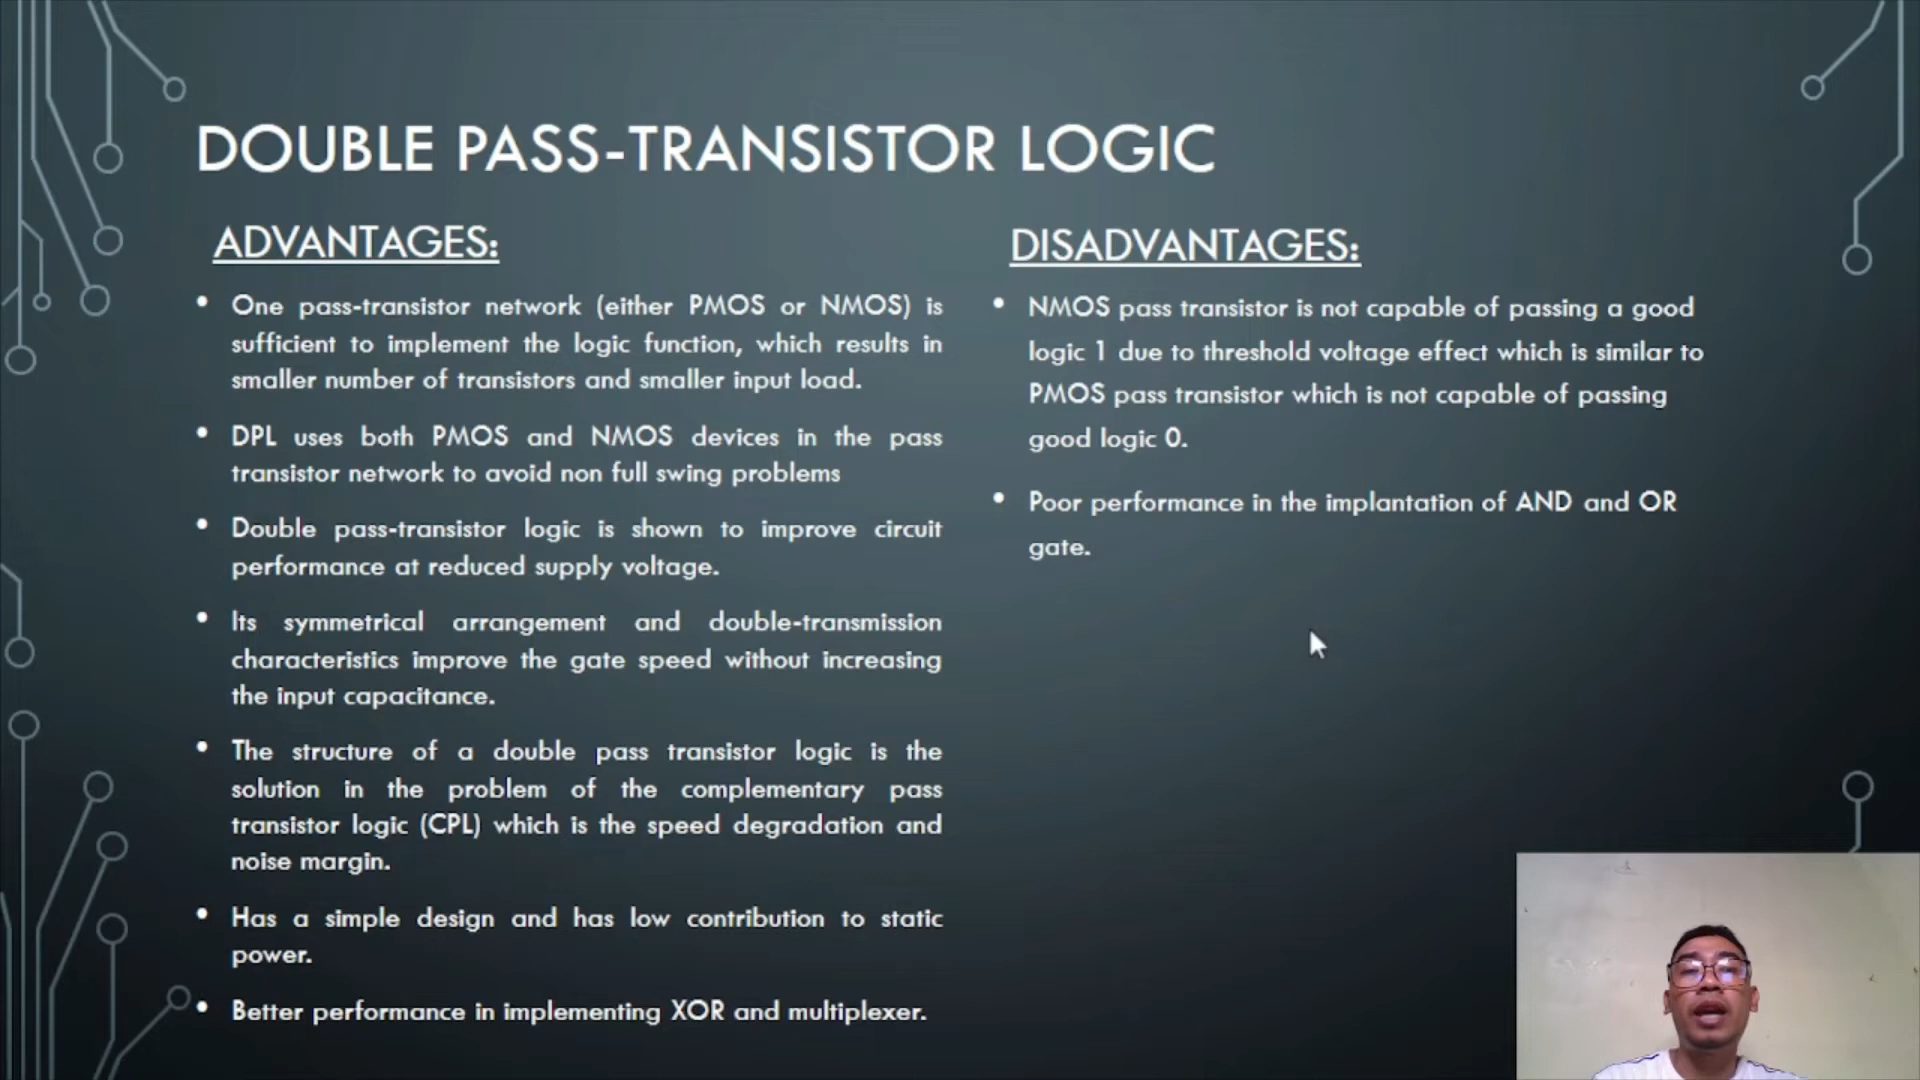 DOUBLE PASS-TRANSISTOR LOGIC
ADVANTAGES:
• One pass-transistor network (either PMOS or NMOS) is
sufficient to implement the logic function, which results in
smaller number of transistors and smaller input load.
• DPL uses both PMOS and NMOS devices in the pass
transistor network to avoid non full swing problems
• Double pass-transistor logic is shown to improve circuit
performance at reduced supply voltage.
• Its symmetrical arrangement and double-transmission
characteristics improve the gate speed without increasing
the input capacitance.
• The structure of a double pass transistor logic is the
solution in the problem of the complementary pass
transistor logic (CPL) which is the speed degradation and
noise margin.
• Has a simple design and has low contribution to static
power.
• Better performance in implementing XOR and multiplexer.
DISADVANTAGES:
• NMOS pass transistor is not capable of passing a good
logic 1 due to threshold voltage effect which is similar to
PMOS pass transistor which is not capable of passing
good logic 0.
• Poor performance in the implantation of AND and OR
gate.